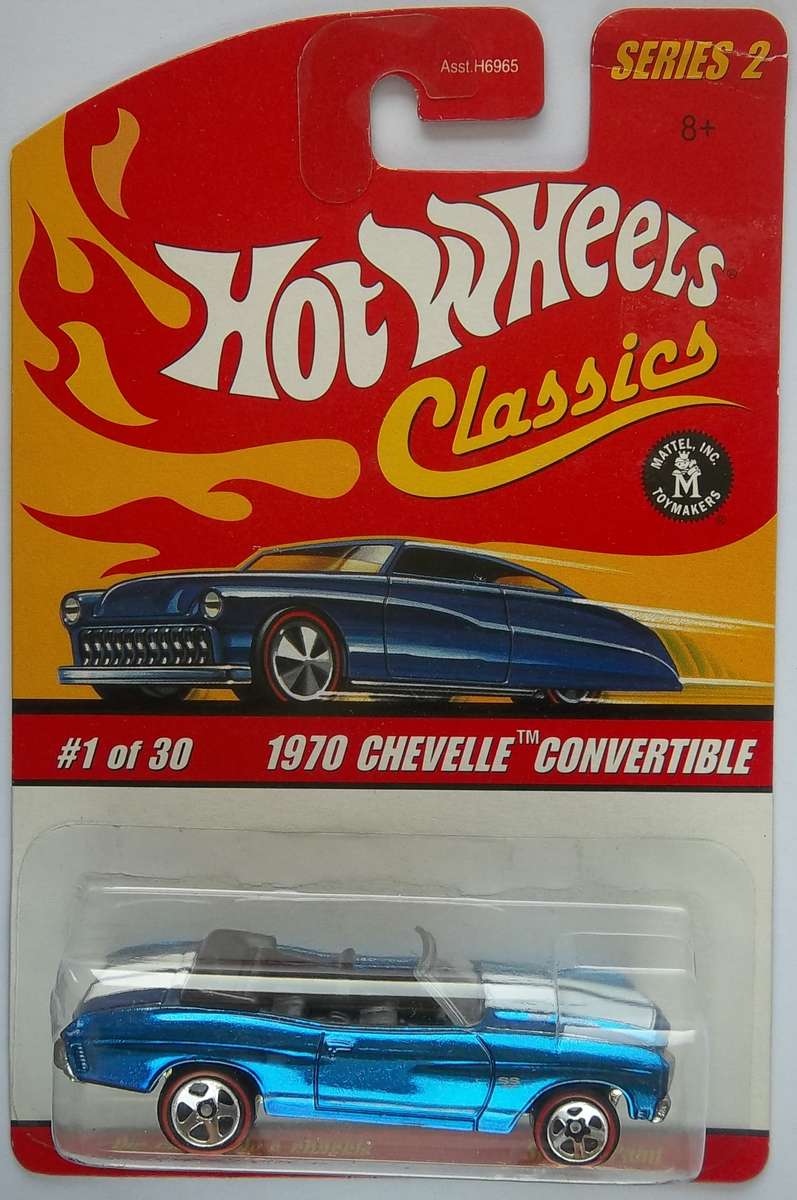 Asst.H6965
SERIES 2
8+
Hot Wheels®
Classics
MATTEL, INC.
M
TOYMAKERS
#1 of 30
1970 CHEVELLE™ CONVERTIBLE
SS